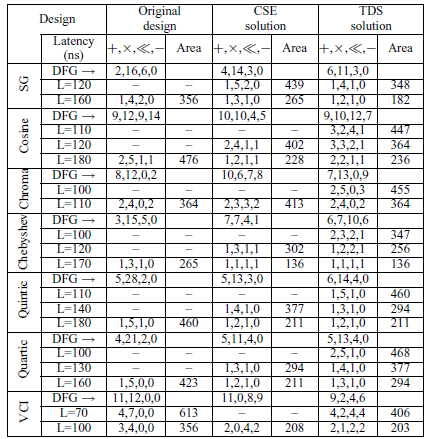 Design Original design CSE solution TDS solution
Latency (ns) +,×,≪,− Area +,×,≪,− Area +,×,≪,− Area
SG
DFG → 2,16,6,0 4,14,3,0 6,11,3,0
L=120 – – 1,5,2,0 439 1,4,1,0 348
L=160 1,4,2,0 356 1,3,1,0 265 1,2,1,0 182
Cosine
DFG → 9,12,9,14 10,10,4,5 9,10,12,7
L=110 – – – – 3,2,4,1 447
L=120 – – 2,4,1,1 402 3,3,2,1 364
L=180 2,5,1,1 476 1,2,1,1 228 2,2,1,1 236
Chroma
DFG → 8,12,0,2 10,6,7,8 7,13,0,9
L=100 – – – – 2,5,0,3 455
L=110 2,4,0,2 364 2,3,3,2 413 2,4,0,2 364
Chebyshev
DFG → 3,15,5,0 7,7,4,1 6,7,10,6
L=100 – – – – 2,3,2,1 347
L=120 – – 1,3,1,1 302 1,2,2,1 256
L=170 1,3,1,0 265 1,1,1,1 136 1,1,1,1 136
Quintic
DFG → 5,28,2,0 5,13,3,0 6,14,4,0
L=110 – – – – 1,5,1,0 460
L=140 – – 1,4,1,0 377 1,3,1,0 294
L=180 1,5,1,0 460 1,2,1,0 211 1,2,1,0 211
Quartic
DFG → 4,21,2,0 5,11,4,0 5,13,4,0
L=100 – – – – 2,5,1,0 468
L=130 – – 1,3,1,0 294 1,4,1,0 377
L=160 1,5,0,0 423 1,2,1,0 211 1,3,1,0 294
VCI
DFG → 11,12,0,0 11,0,8,9 9,2,4,6
L=70 4,7,0,0 613 – – 4,2,4,4 406
L=100 3,4,0,0 356 2,0,4,2 208 2,1,2,2 203